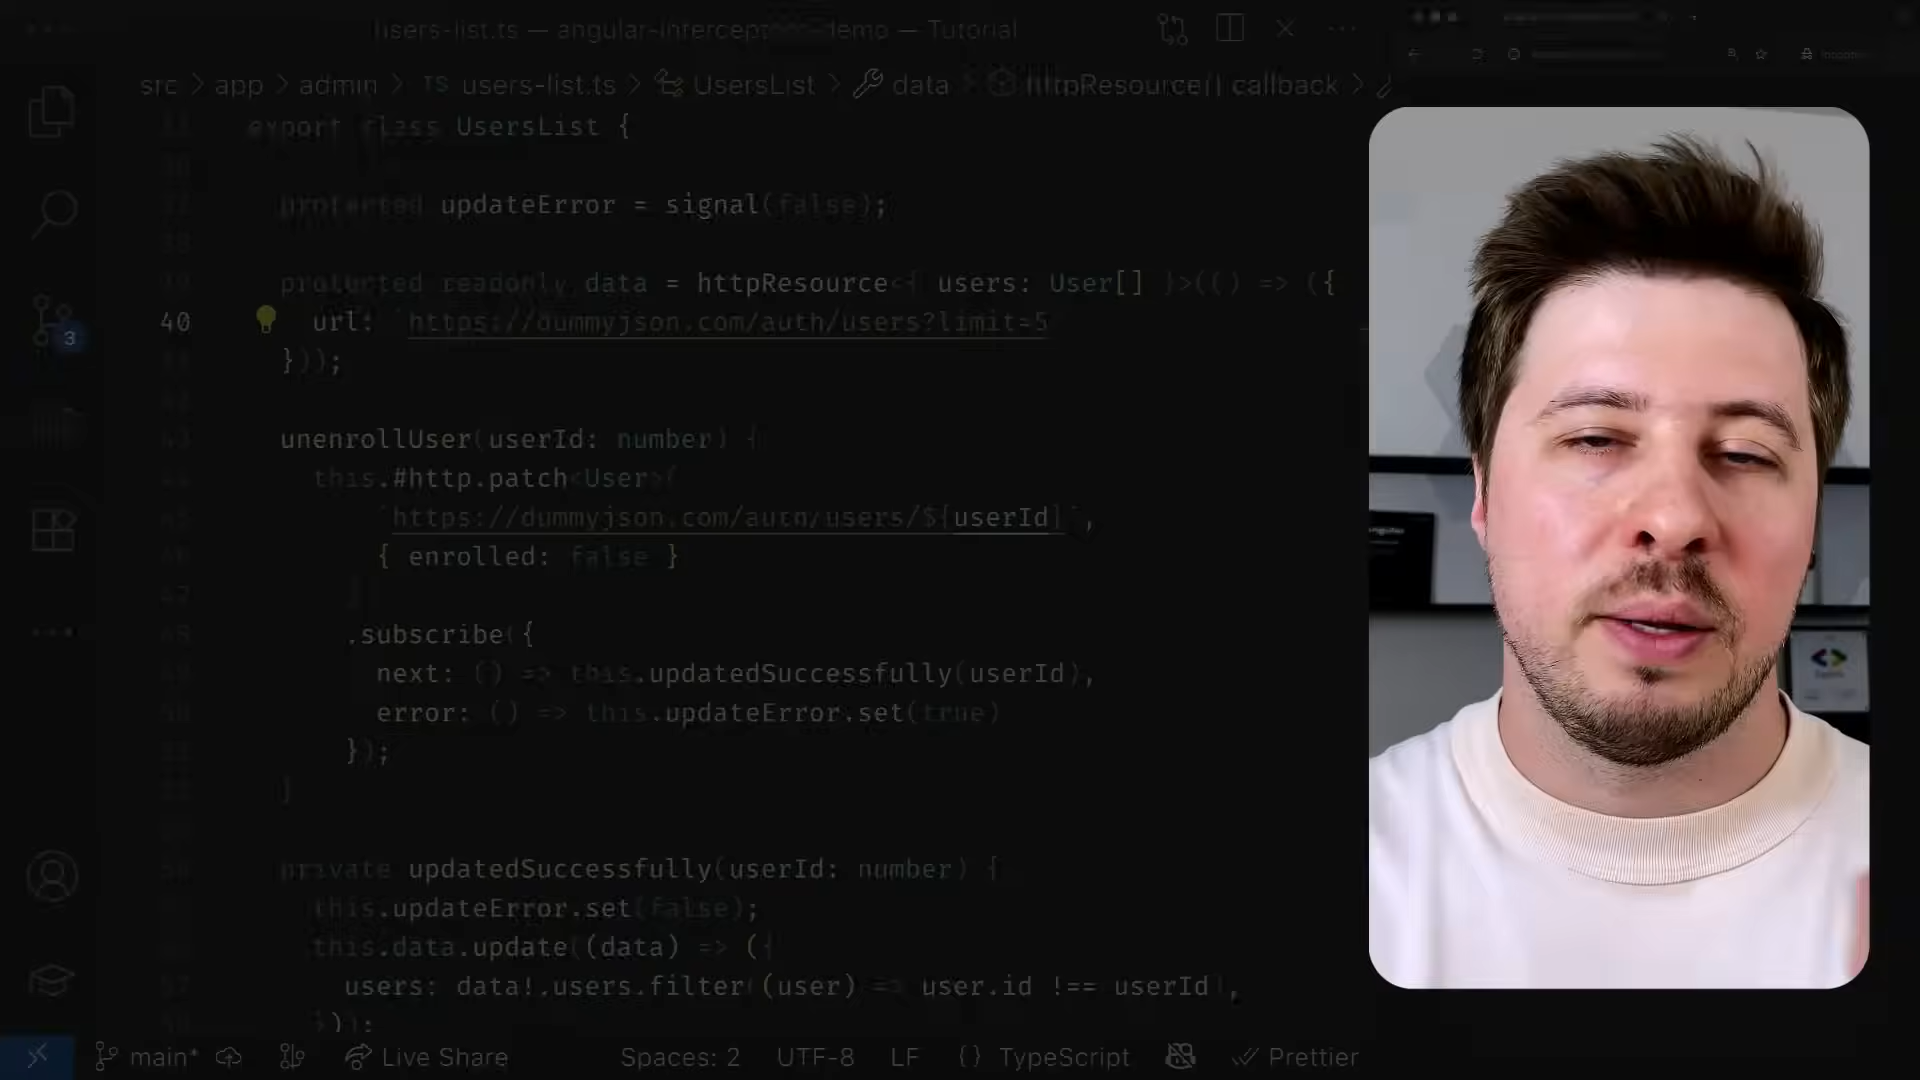 users-list.ts — angular-interceptors-demo — Tutorial
src > app > admin > TS users-list.ts > UsersList > data > httpResource() callback >
export class UsersList {
protected updateError = signal(false);
protected readonly data = httpResource<{ users: User[] }>(() => ({
40 url: `https://dummyjson.com/auth/users?limit=5
}));
unenrollUser(userId: number) {
this.#http.patch<User>(
`https://dummyjson.com/auth/users/${userId}`,
{ enrolled: false }
)
.subscribe({
next: () => this.updatedSuccessfully(userId),
error: () => this.updateError.set(true)
});
}
private updatedSuccessfully(userId: number) {
this.updateError.set(false);
this.data.update((data) => ({
users: data!.users.filter((user) => user.id !== userId),
}));
3
main* Live Share Spaces: 2 UTF-8 LF {} TypeScript Prettier